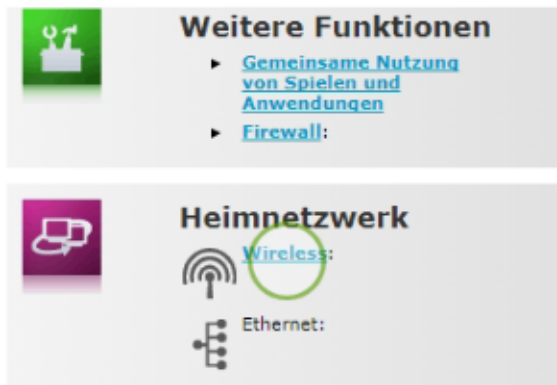 Weitere Funktionen
Gemeinsame Nutzung
von Spielen und
Anwendungen
Firewall:
Heimnetzwerk
Wireless:
Ethernet: